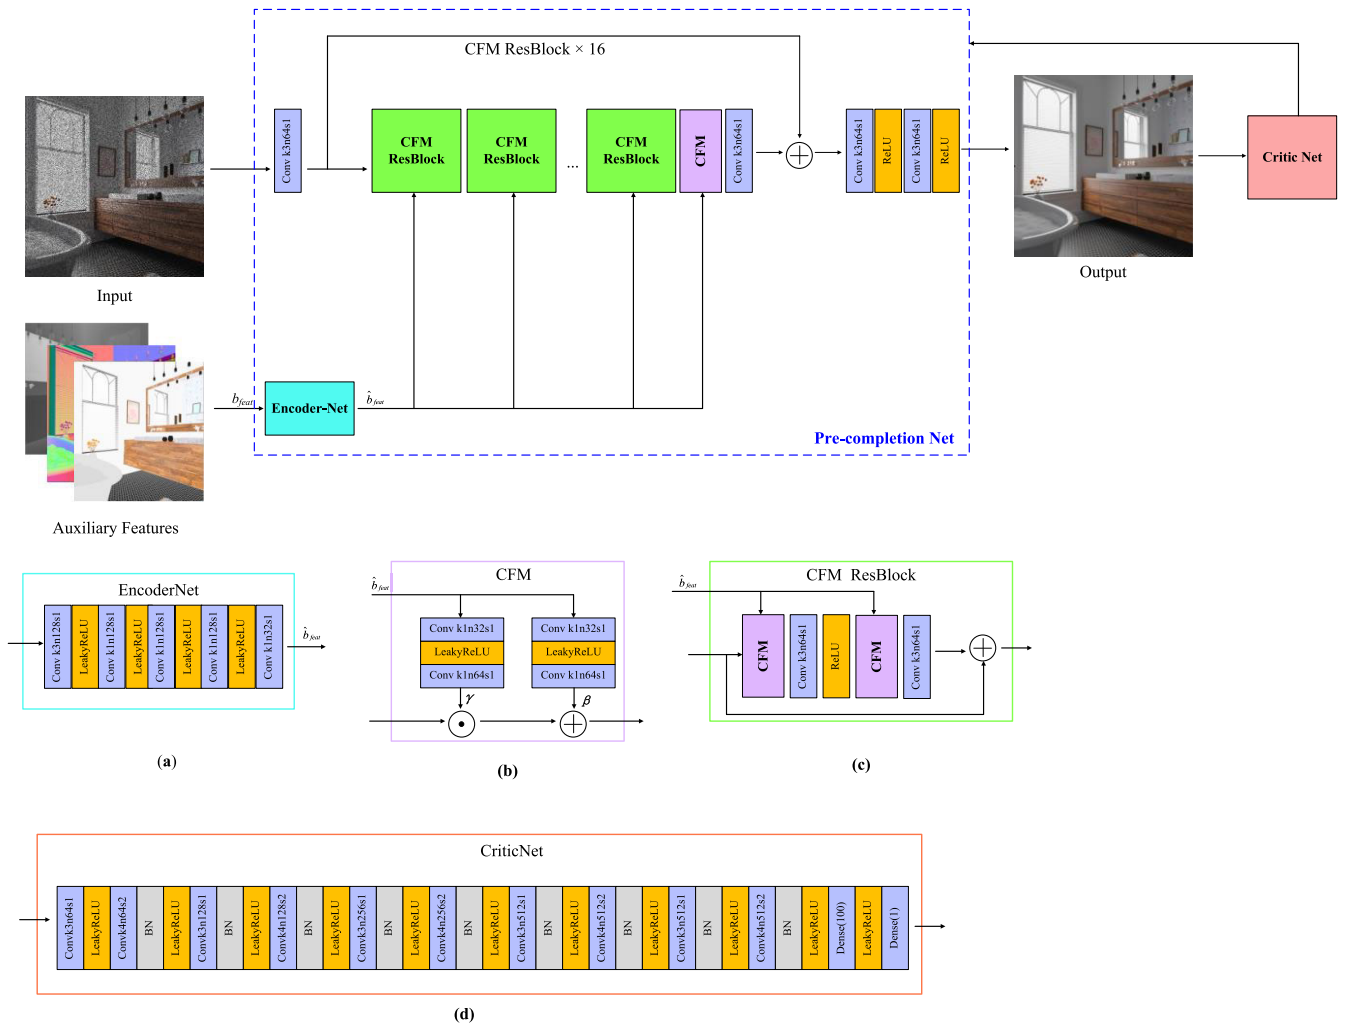 CFM ResBlock × 16
Conv k3n64s1
CFM
ResBlock
CFM
ResBlock
...
CFM
ResBlock
CFM
Conv k3n64s1
Conv k3n64s1
ReLU
Conv k3n64s1
ReLU
Critic Net
Input
Output
b_feat
Encoder-Net
b̂_feat
Pre-completion Net
Auxiliary Features
EncoderNet
Conv k3n128s1
LeakyReLU
Conv k1n128s1
LeakyReLU
Conv k1n128s1
LeakyReLU
Conv k1n128s1
LeakyReLU
Conv k1n32s1
b̂_feat
(a)
CFM
b̂_feat
Conv k1n32s1
LeakyReLU
Conv k1n64s1
γ
Conv k1n32s1
LeakyReLU
Conv k1n64s1
β
(b)
CFM ResBlock
b̂_feat
CFM
Conv k3n64s1
ReLU
CFM
Conv k3n64s1
(c)
CriticNet
Convk3n64s1
LeakyReLU
Convk4n64s2
BN
LeakyReLU
Convk3n128s1
BN
LeakyReLU
Convk4n128s2
BN
LeakyReLU
Convk3n256s1
BN
LeakyReLU
Convk4n256s2
BN
LeakyReLU
Convk3n512s1
BN
LeakyReLU
Convk4n512s2
BN
LeakyReLU
Convk3n512s1
BN
LeakyReLU
Convk4n512s2
BN
LeakyReLU
Dense(100)
LeakyReLU
Dense(1)
(d)